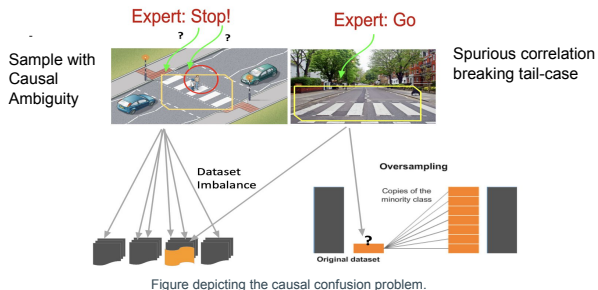 Expert: Stop!
Expert: Go
? ?
-
Sample with
Causal
Ambiguity
Spurious correlation
breaking tail-case
Dataset
Imbalance
Oversampling
Copies of the
minority class
?
Original dataset
Figure depicting the causal confusion problem.